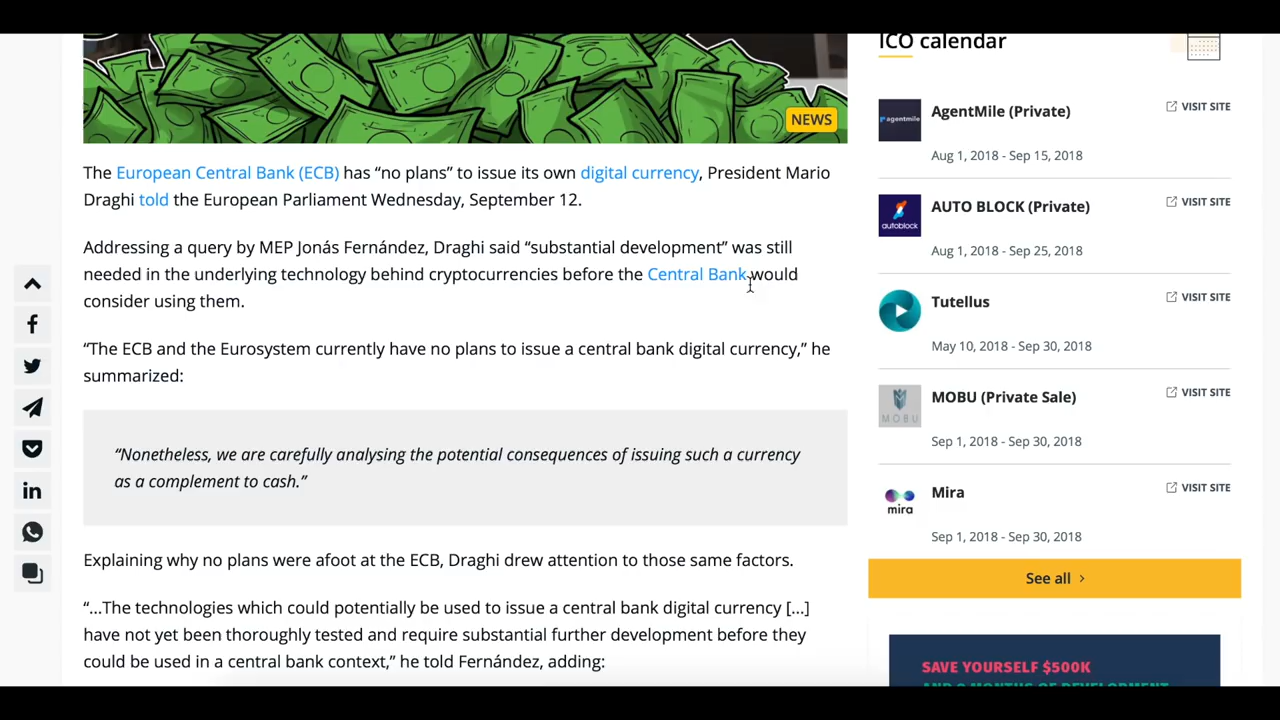 NEWS
The European Central Bank (ECB) has “no plans” to issue its own digital currency, President Mario
Draghi told the European Parliament Wednesday, September 12.
Addressing a query by MEP Jonás Fernández, Draghi said “substantial development” was still
needed in the underlying technology behind cryptocurrencies before the Central Bank would
consider using them.
“The ECB and the Eurosystem currently have no plans to issue a central bank digital currency,” he
summarized:
“Nonetheless, we are carefully analysing the potential consequences of issuing such a currency
as a complement to cash.”
Explaining why no plans were afoot at the ECB, Draghi drew attention to those same factors.
“...The technologies which could potentially be used to issue a central bank digital currency [...]
have not yet been thoroughly tested and require substantial further development before they
could be used in a central bank context,” he told Fernández, adding:
ICO calendar
agentmile
AgentMile (Private)
VISIT SITE
Aug 1, 2018 - Sep 15, 2018
autoblock
AUTO BLOCK (Private)
VISIT SITE
Aug 1, 2018 - Sep 25, 2018
Tutellus
VISIT SITE
May 10, 2018 - Sep 30, 2018
MOBU
MOBU (Private Sale)
VISIT SITE
Sep 1, 2018 - Sep 30, 2018
mira
Mira
VISIT SITE
Sep 1, 2018 - Sep 30, 2018
See all
SAVE YOURSELF $500K